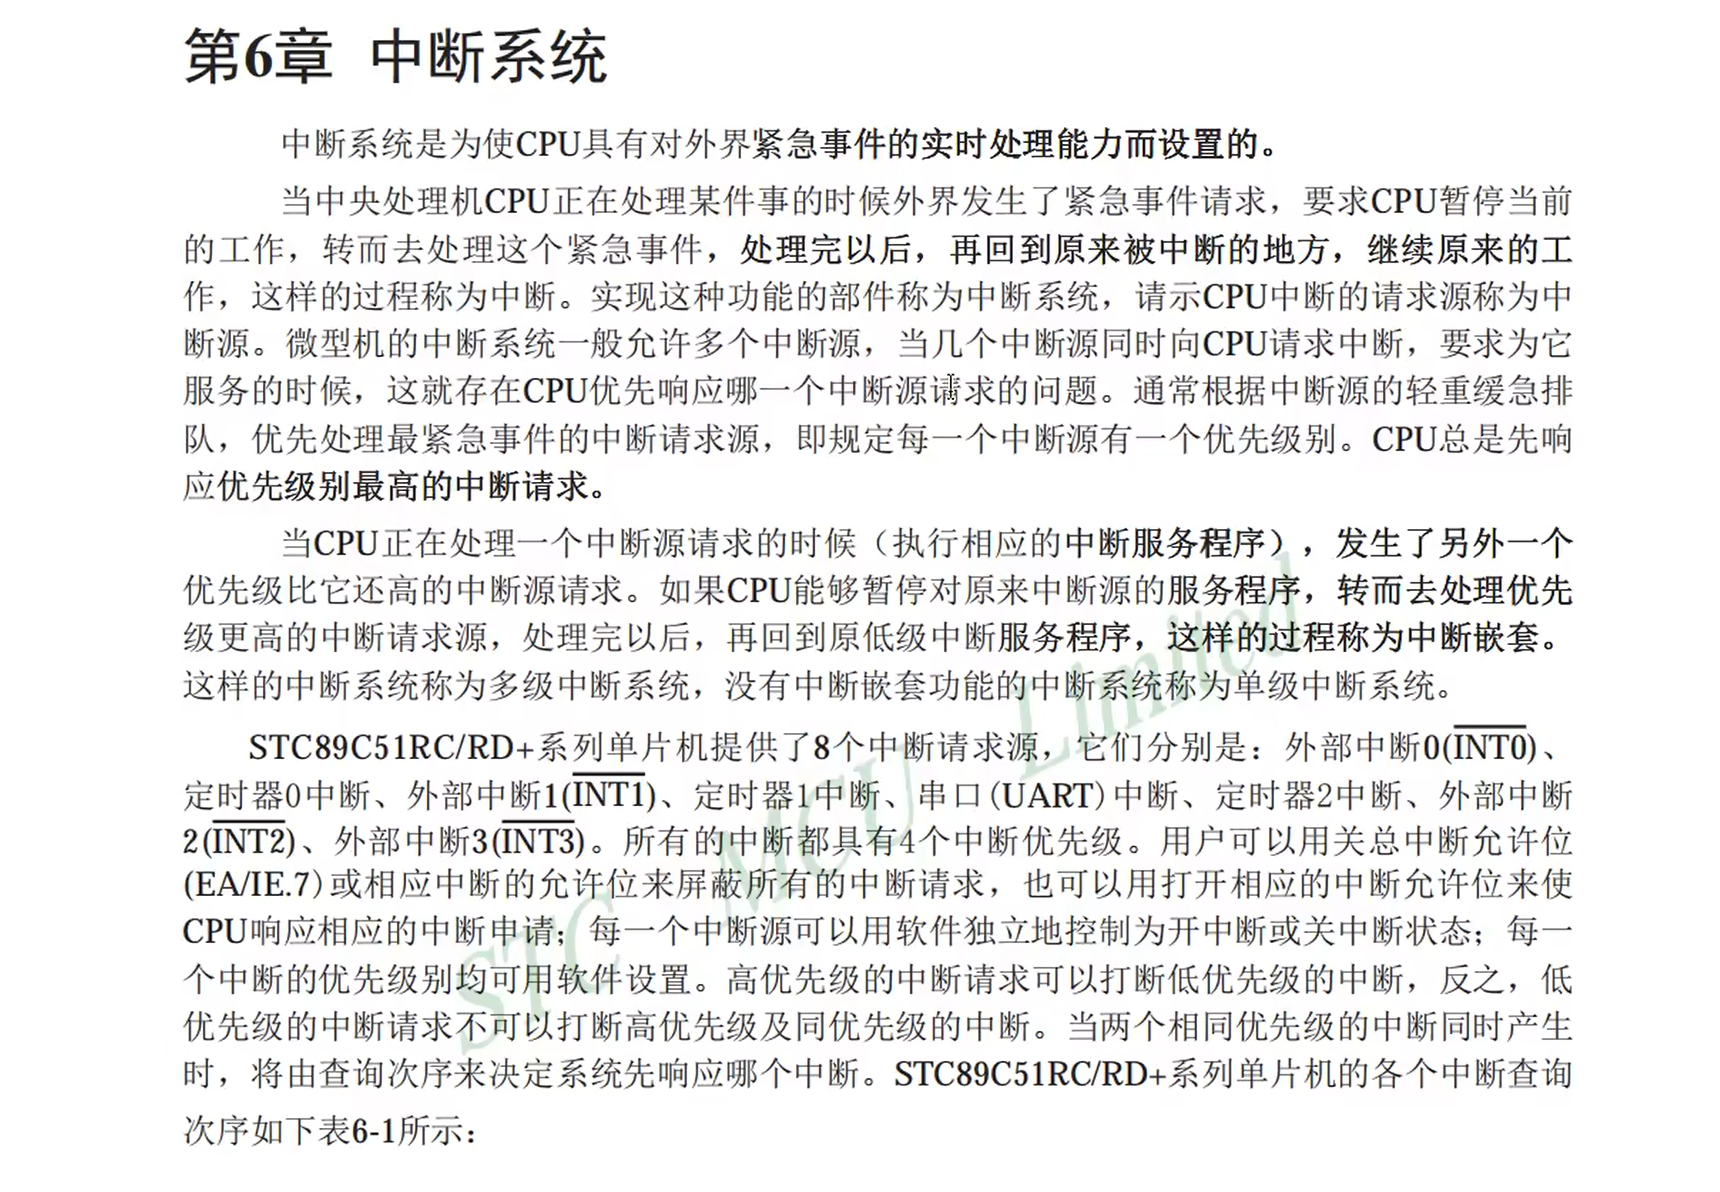 第6章 中断系统
中断系统是为使CPU具有对外界紧急事件的实时处理能力而设置的。
当中央处理机CPU正在处理某件事的时候外界发生了紧急事件请求，要求CPU暂停当前
的工作，转而去处理这个紧急事件，处理完以后，再回到原来被中断的地方，继续原来的工
作，这样的过程称为中断。实现这种功能的部件称为中断系统，请示CPU中断的请求源称为中
断源。微型机的中断系统一般允许多个中断源，当几个中断源同时向CPU请求中断，要求为它
服务的时候，这就存在CPU优先响应哪一个中断源请求的问题。通常根据中断源的轻重缓急排
队，优先处理最紧急事件的中断请求源，即规定每一个中断源有一个优先级别。CPU总是先响
应优先级别最高的中断请求。
当CPU正在处理一个中断源请求的时候（执行相应的中断服务程序），发生了另外一个
优先级比它还高的中断源请求。如果CPU能够暂停对原来中断源的服务程序，转而去处理优先
级更高的中断请求源，处理完以后，再回到原低级中断服务程序，这样的过程称为中断嵌套。
这样的中断系统称为多级中断系统，没有中断嵌套功能的中断系统称为单级中断系统。
STC89C51RC/RD+系列单片机提供了8个中断请求源，它们分别是：外部中断0(INT0)、
定时器0中断、外部中断1(INT1)、定时器1中断、串口(UART)中断、定时器2中断、外部中断
2(INT2)、外部中断3(INT3)。所有的中断都具有4个中断优先级。用户可以用关总中断允许位
(EA/IE.7)或相应中断的允许位来屏蔽所有的中断请求，也可以用打开相应的中断允许位来使
CPU响应相应的中断申请；每一个中断源可以用软件独立地控制为开中断或关中断状态；每一
个中断的优先级别均可用软件设置。高优先级的中断请求可以打断低优先级的中断，反之，低
优先级的中断请求不可以打断高优先级及同优先级的中断。当两个相同优先级的中断同时产生
时，将由查询次序来决定系统先响应哪个中断。STC89C51RC/RD+系列单片机的各个中断查询
次序如下表6-1所示：
STC MCU Limited